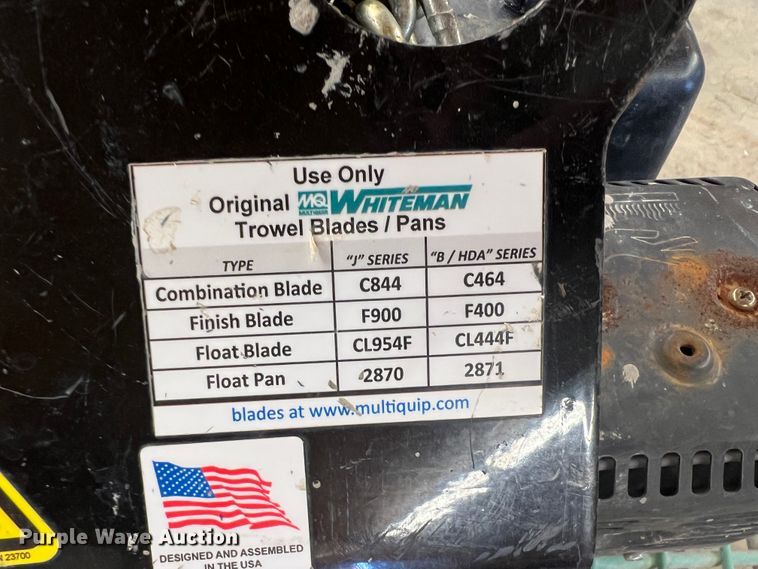 Use Only
Original MQ MULTIQUIP WHITEMAN
Trowel Blades / Pans
TYPE "J" SERIES "B / HDA" SERIES
Combination Blade C844 C464
Finish Blade F900 F400
Float Blade CL954F CL444F
Float Pan 2870 2871
blades at www.multiquip.com
Purple Wave Auction
N 23700
DESIGNED AND ASSEMBLED
IN THE USA